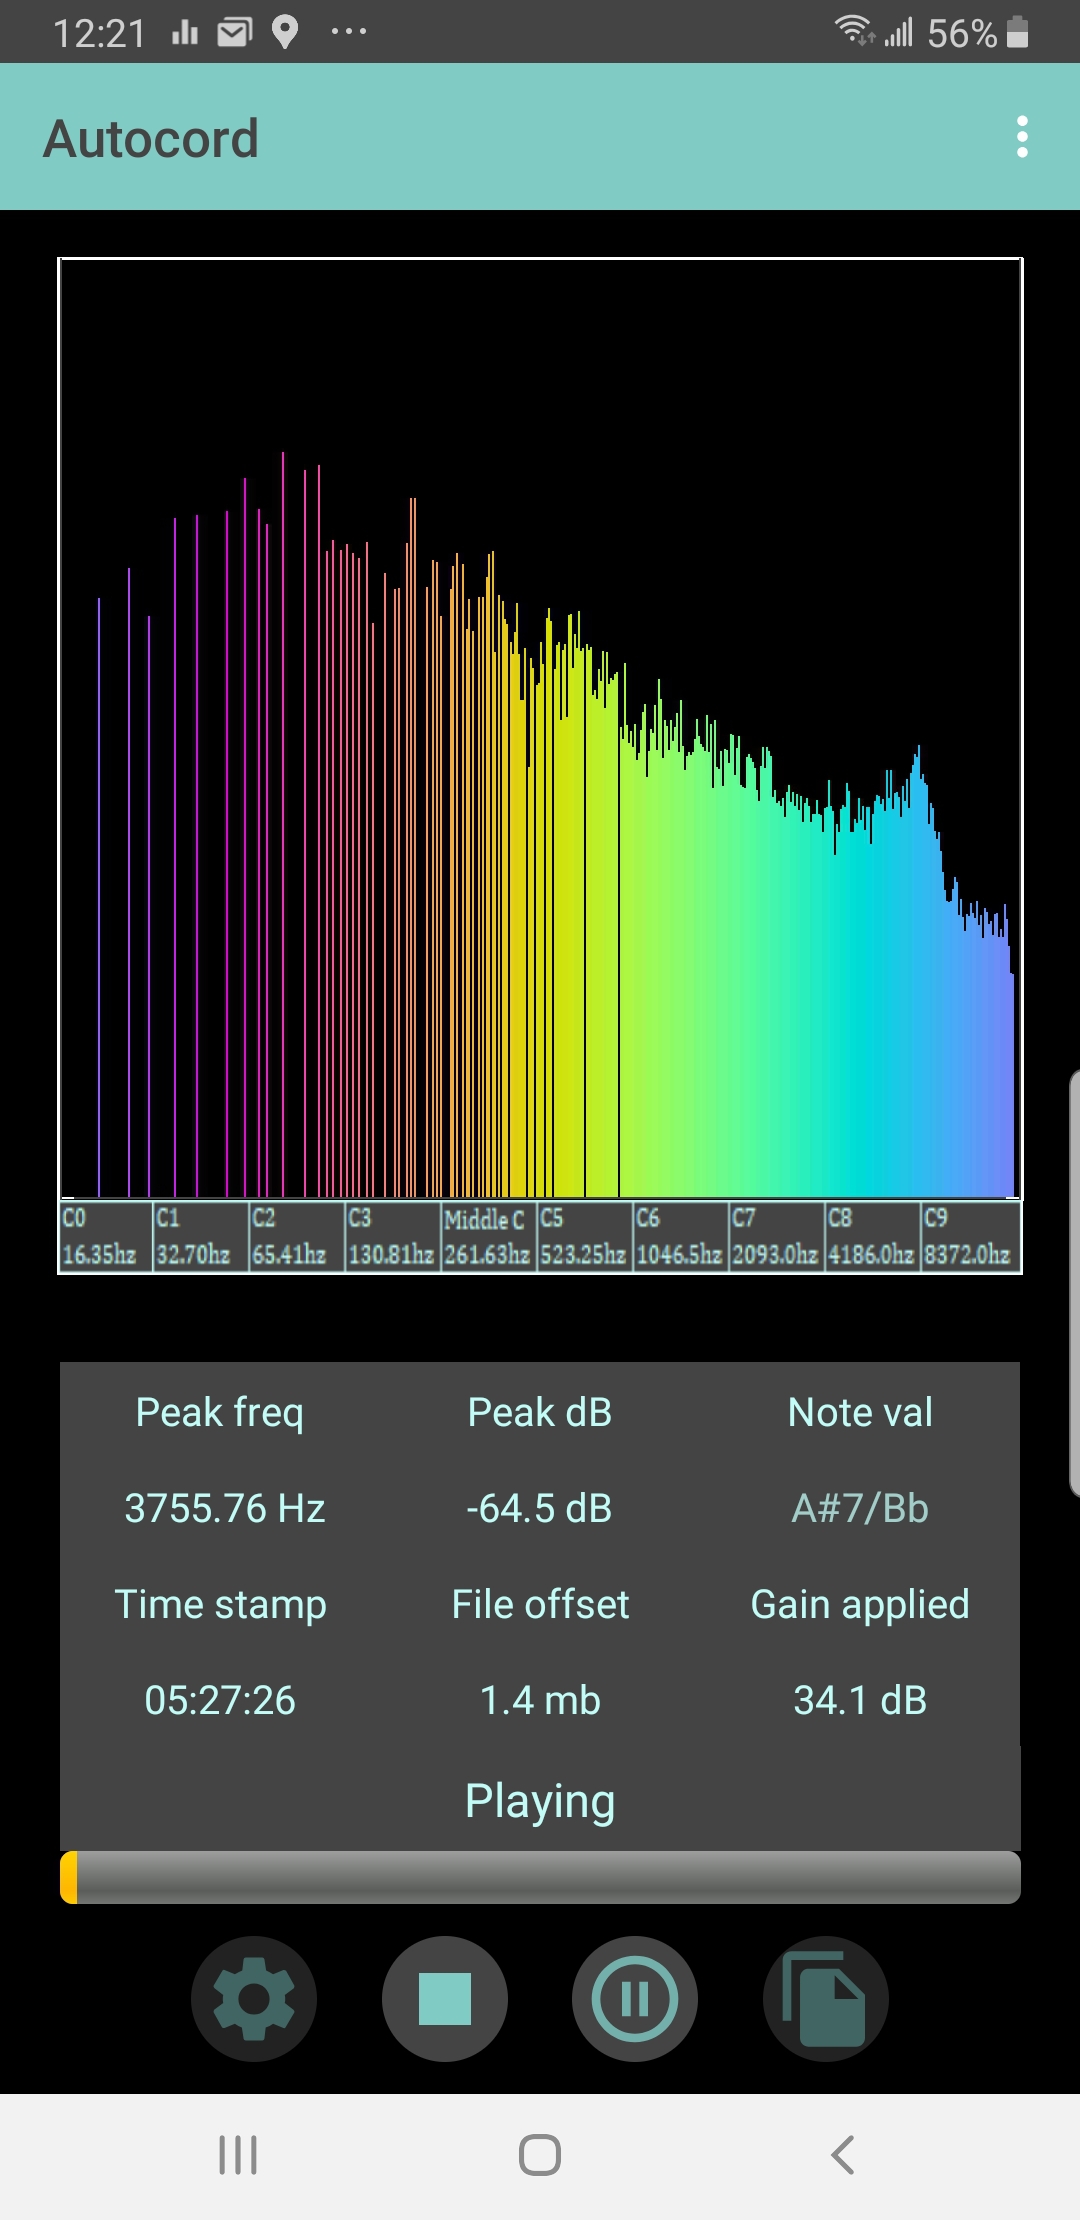 12:21 56%
Autocord
C0 C1 C2 C3 Middle C C5 C6 C7 C8 C9
16.35hz 32.70hz 65.41hz 130.81hz 261.63hz 523.25hz 1046.5hz 2093.0hz 4186.0hz 8372.0hz
Peak freq Peak dB Note val
3755.76 Hz -64.5 dB A#7/Bb
Time stamp File offset Gain applied
05:27:26 1.4 mb 34.1 dB
Playing